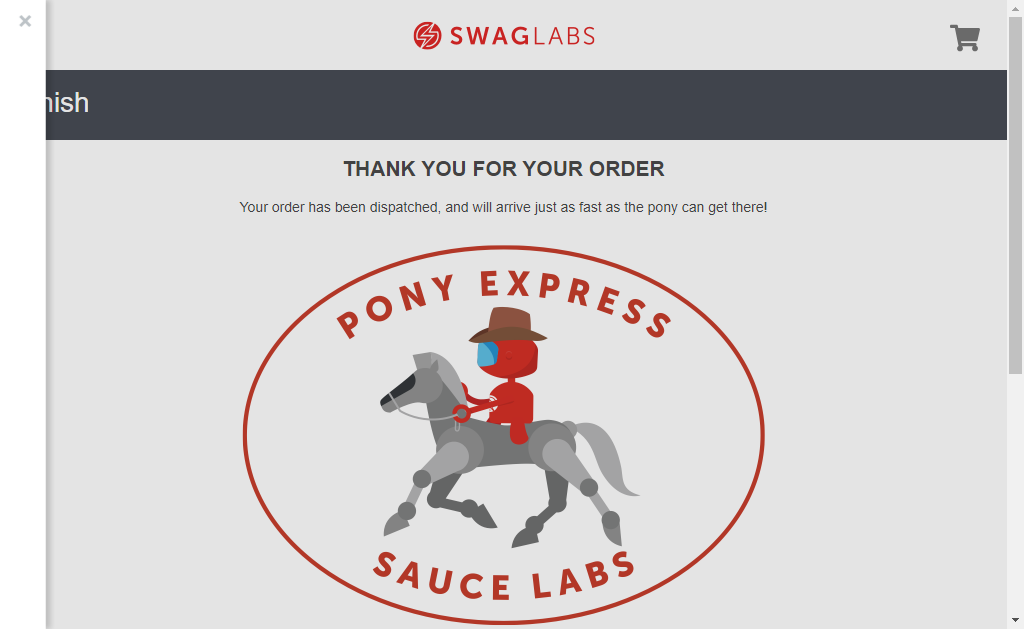 SWAGLABS
nish
THANK YOU FOR YOUR ORDER
Your order has been dispatched, and will arrive just as fast as the pony can get there!
PONY EXPRESS
SAUCE LABS